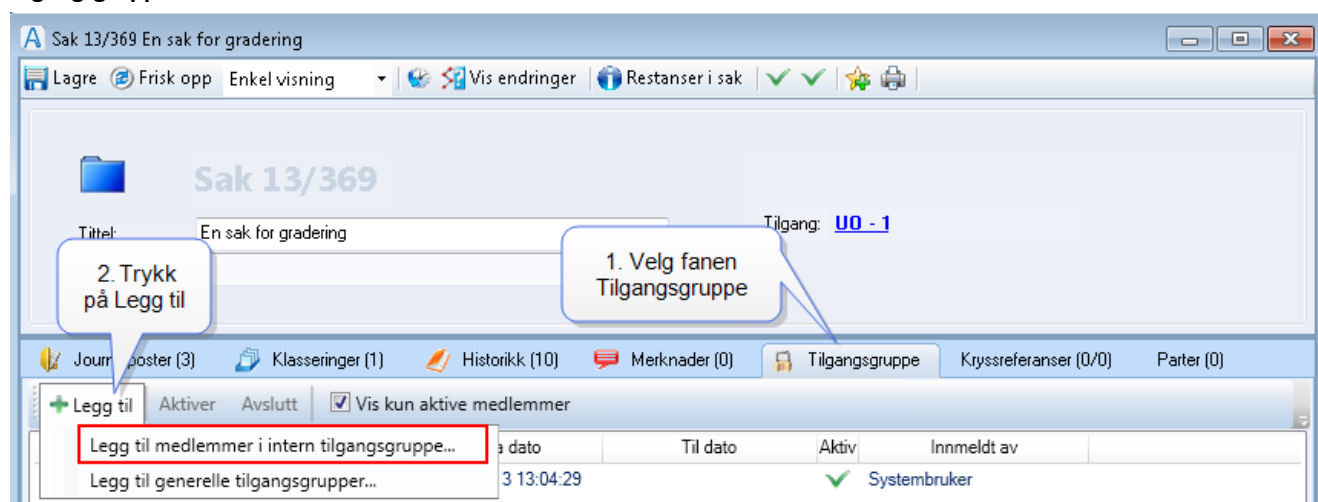 Sak 13/369 En sak for gradering
Lagre Frisk opp Enkel visning Vis endringer Restanser i sak
Sak 13/369
Tittel: En sak for gradering
Tilgang: UO - 1
2. Trykk
på Legg til
1. Velg fanen
Tilgangsgruppe
(3) Klasseringer (1) Historikk (10) Merknader (0) Tilgangsgruppe Kryssreferanser (0/0) Parter (0)
Legg til Aktiver Avslutt Vis kun aktive medlemmer
Legg til medlemmer i intern tilgangsgruppe...
dato Til dato Aktiv Innmeldt av
Legg til generelle tilgangsgrupper...
3 13:04:29 Systembruker